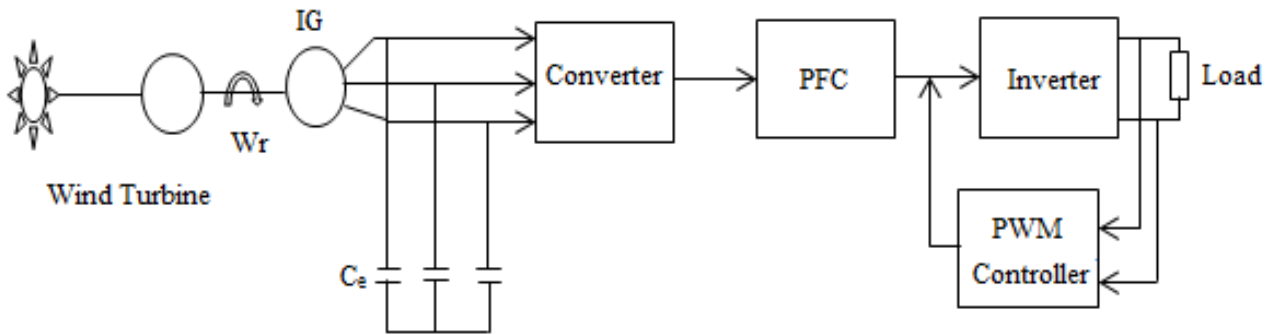 IG
Converter
PFC
Inverter
Load
Wr
Wind Turbine
PWM
Controller
Ce